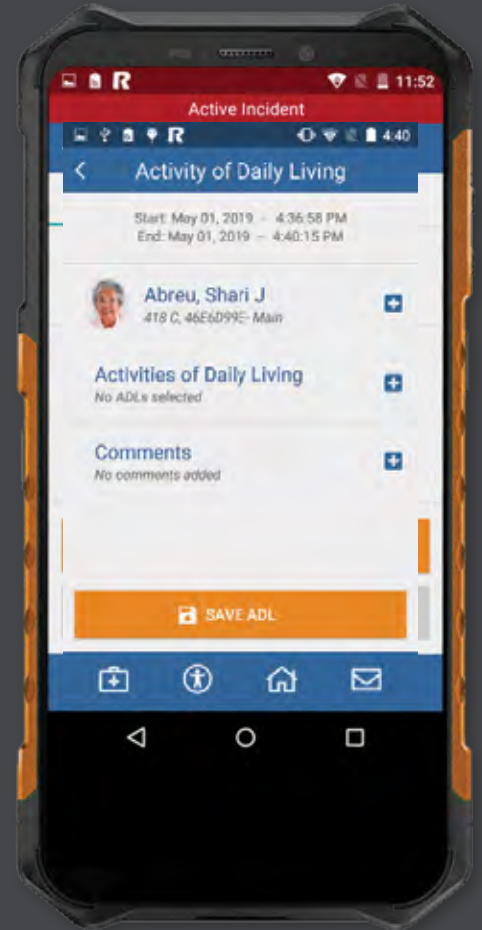 R 11:52
Active Incident
R 4:40
Activity of Daily Living
Start: May 01, 2019 - 4:36:58 PM
End: May 01, 2019 - 4:40:15 PM
Abreu, Shari J
418 C, 46E6D99E- Main
Activities of Daily Living
No ADLs selected
Comments
No comments added
SAVE ADL